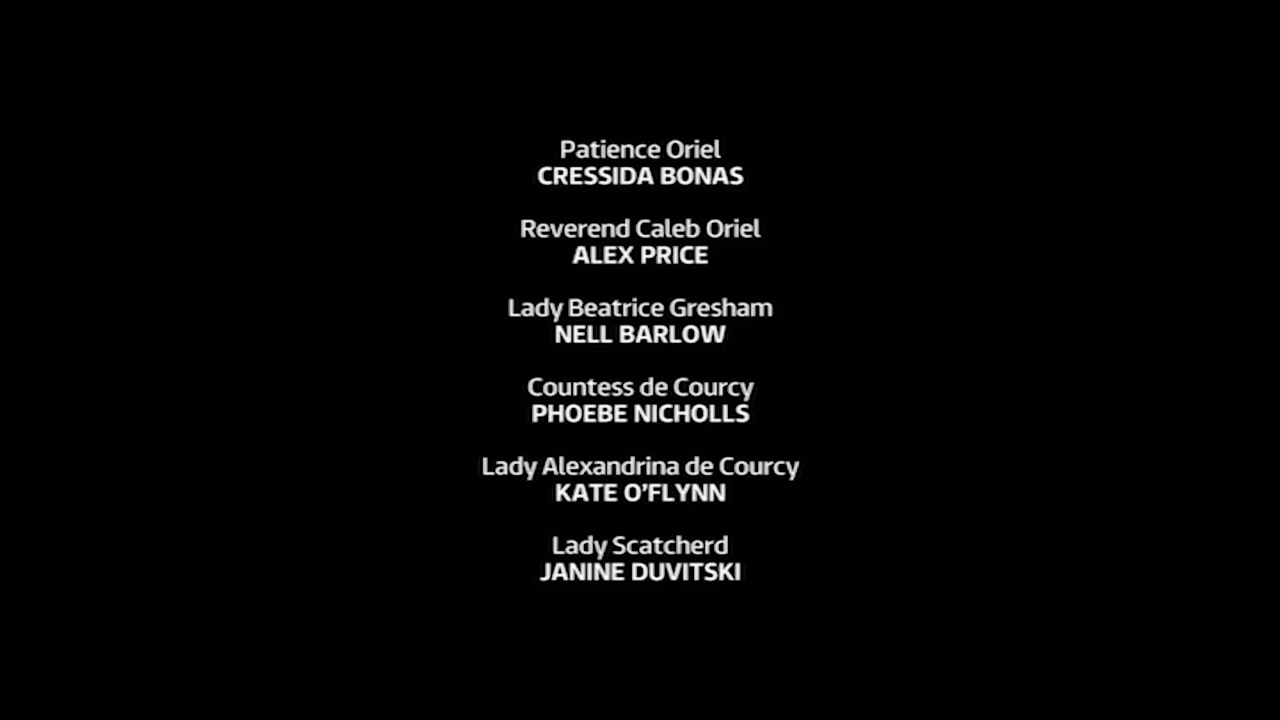 Patience Oriel
CRESSIDA BONAS
Reverend Caleb Oriel
ALEX PRICE
Lady Beatrice Gresham
NELL BARLOW
Countess de Courcy
PHOEBE NICHOLLS
Lady Alexandrina de Courcy
KATE O’FLYNN
Lady Scatcherd
JANINE DUVITSKI